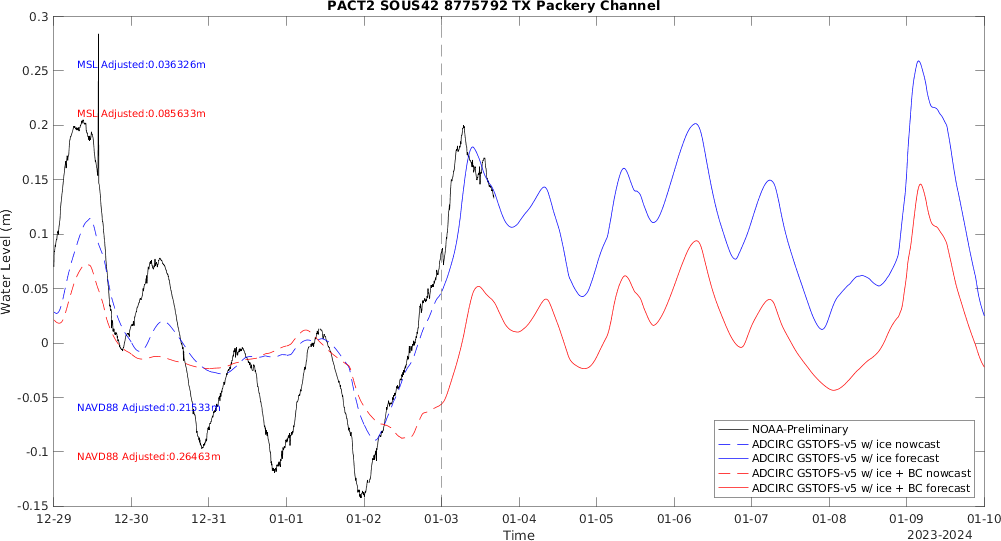 PACT2 SOUS42 8775792 TX Packery Channel
0.3
0.25
0.2
0.15
0.1
0.05
0
-0.05
-0.1
-0.15
Water Level (m)
MSL Adjusted:0.036326m
MSL Adjusted:0.085633m
NAVD88 Adjusted:0.21533m
NAVD88 Adjusted:0.26463m
NOAA-Preliminary
ADCIRC GSTOFS-v5 w/ ice nowcast
ADCIRC GSTOFS-v5 w/ ice forecast
ADCIRC GSTOFS-v5 w/ ice + BC nowcast
ADCIRC GSTOFS-v5 w/ ice + BC forecast
12-29 12-30 12-31 01-01 01-02 01-03 01-04 01-05 01-06 01-07 01-08 01-09 01-10
Time
2023-2024